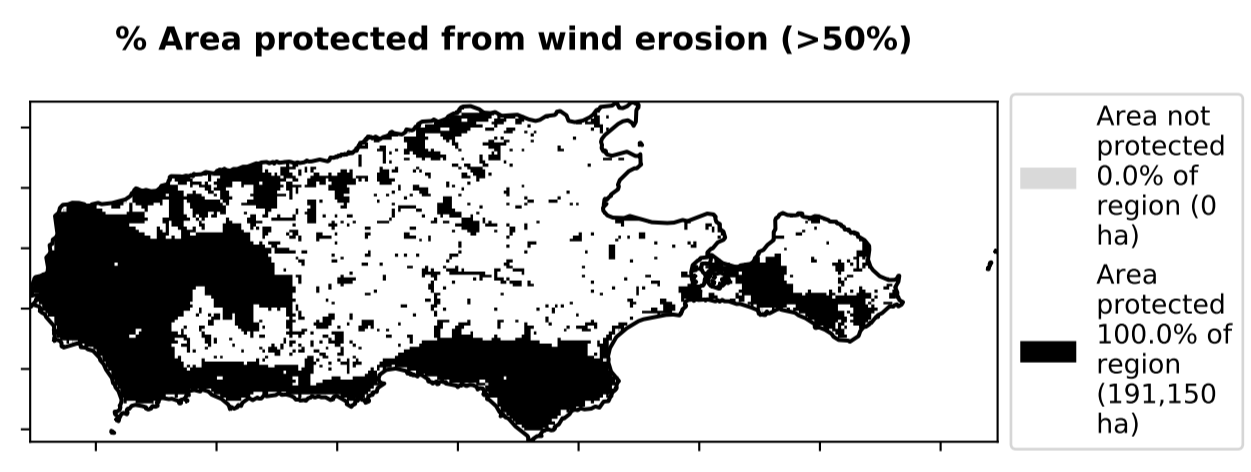 % Area protected from wind erosion (>50%)
Area not
protected
0.0% of
region (0
ha)
Area
protected
100.0% of
region
(191,150
ha)